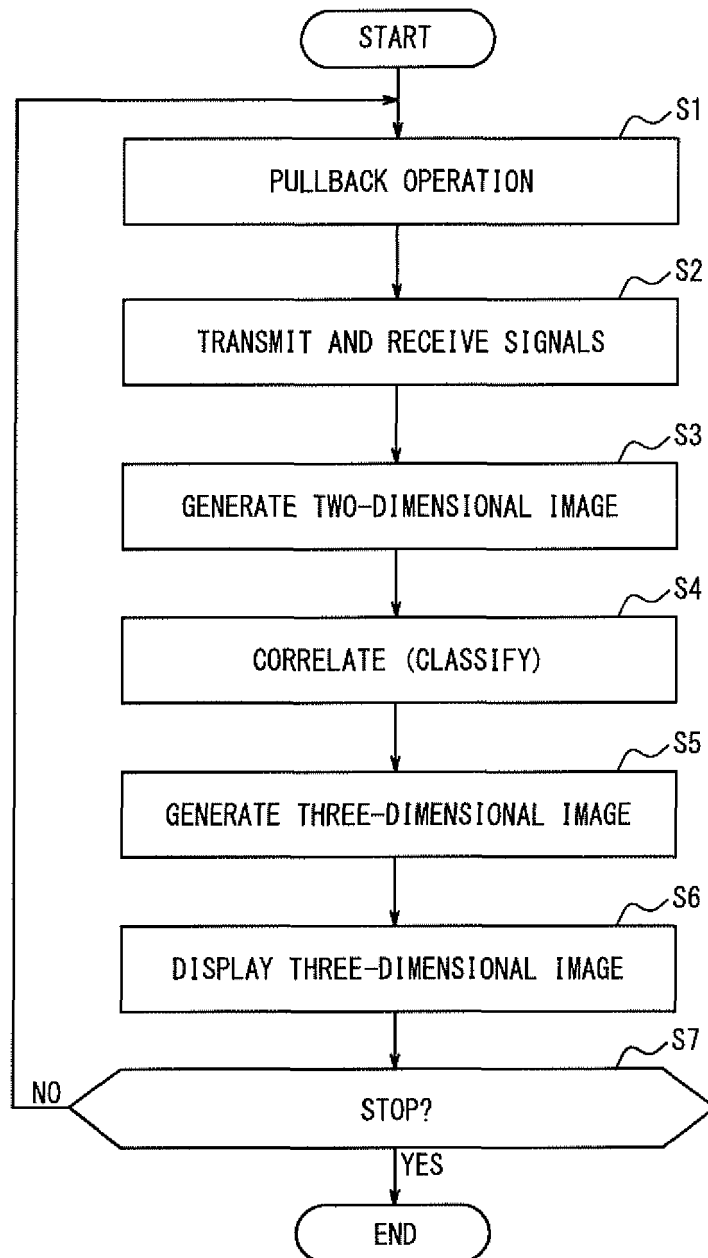 START
S1
PULLBACK OPERATION
S2
TRANSMIT AND RECEIVE SIGNALS
S3
GENERATE TWO-DIMENSIONAL IMAGE
S4
CORRELATE (CLASSIFY)
S5
GENERATE THREE-DIMENSIONAL IMAGE
S6
DISPLAY THREE-DIMENSIONAL IMAGE
S7
NO
STOP?
YES
END